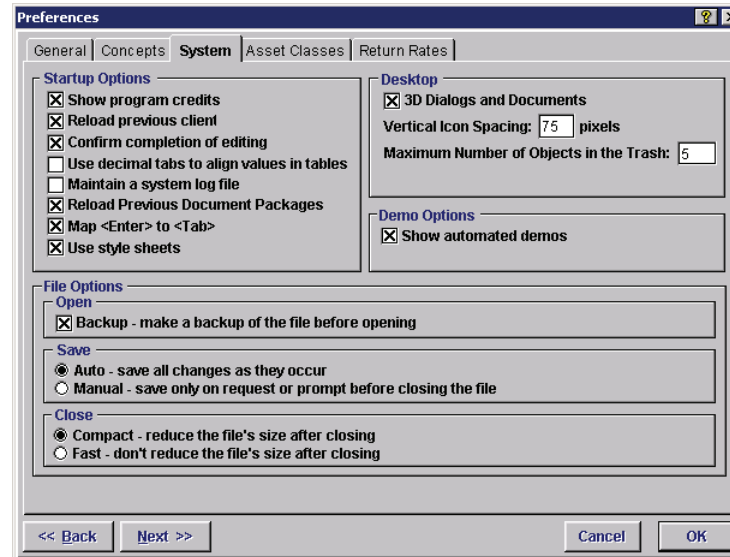 Preferences
General Concepts System Asset Classes Return Rates
Startup Options
Show program credits
Reload previous client
Confirm completion of editing
Use decimal tabs to align values in tables
Maintain a system log file
Reload Previous Document Packages
Map <Enter> to <Tab>
Use style sheets
Desktop
3D Dialogs and Documents
Vertical Icon Spacing: 75 pixels
Maximum Number of Objects in the Trash: 5
Demo Options
Show automated demos
File Options
Open
Backup - make a backup of the file before opening
Save
Auto - save all changes as they occur
Manual - save only on request or prompt before closing the file
Close
Compact - reduce the file's size after closing
Fast - don't reduce the file's size after closing
<< Back Next >> Cancel OK